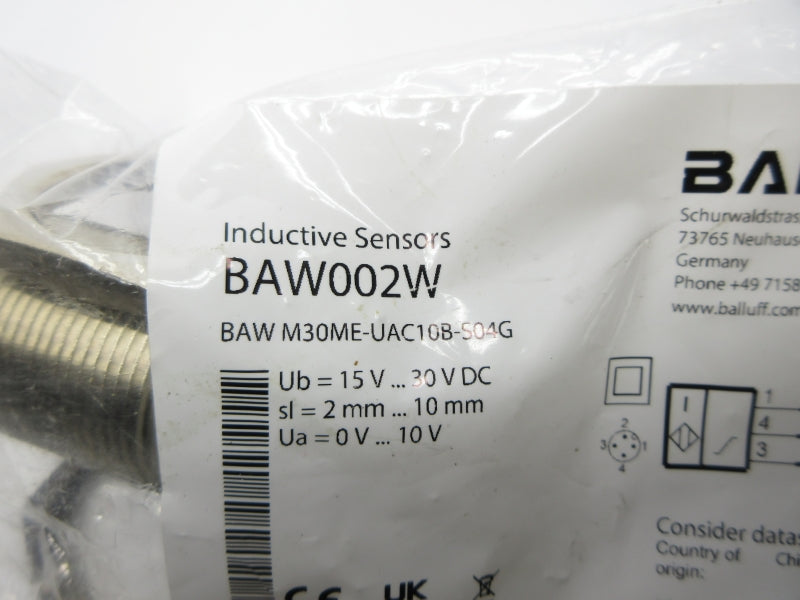 Inductive Sensors
BAW002W
BAW M30ME-UAC10B-S04G
Ub = 15 V ... 30 V DC
sl = 2 mm ... 10 mm
Ua = 0 V ... 10 V
BAL
Schurwaldstras
73765 Neuhaus
Germany
Phone +49 7158
www.balluff.com
2
3 1
4
I
1
4
3
Consider datas
Country of Chi
origin:
CE UK